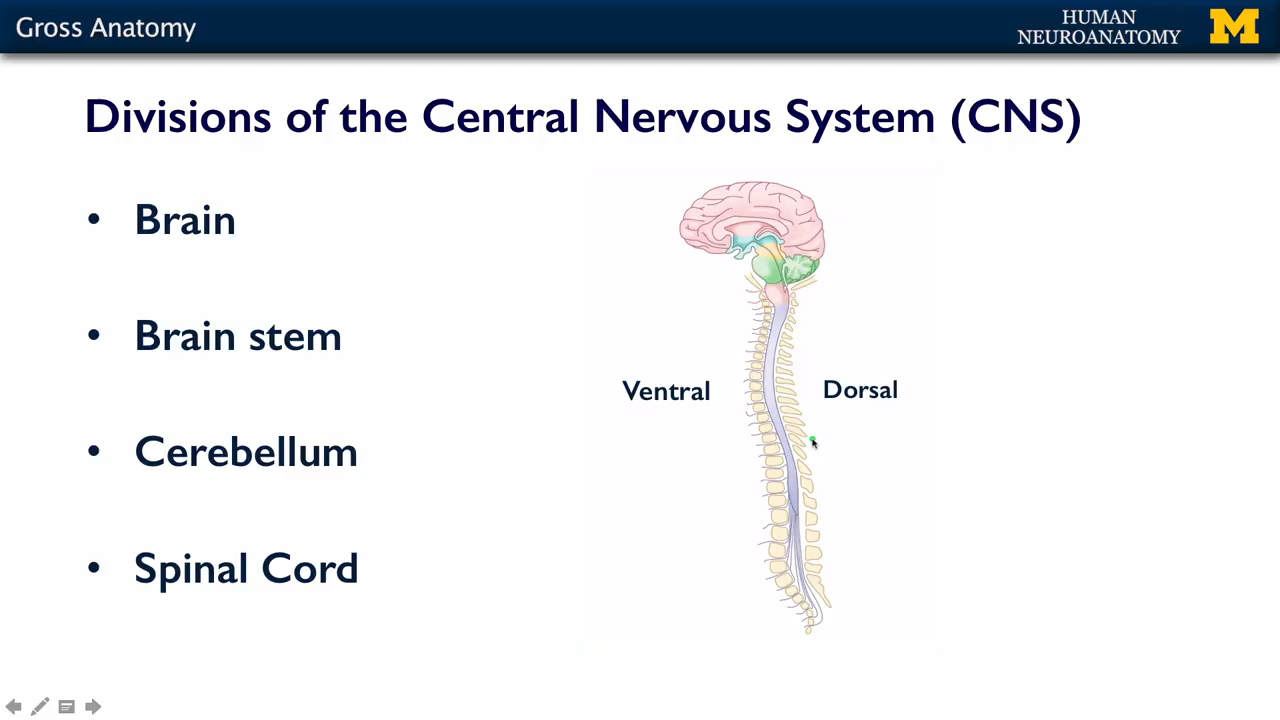 Gross Anatomy
HUMAN
NEUROANATOMY
M
Divisions of the Central Nervous System (CNS)
• Brain
• Brain stem
• Cerebellum
• Spinal Cord
Ventral
Dorsal